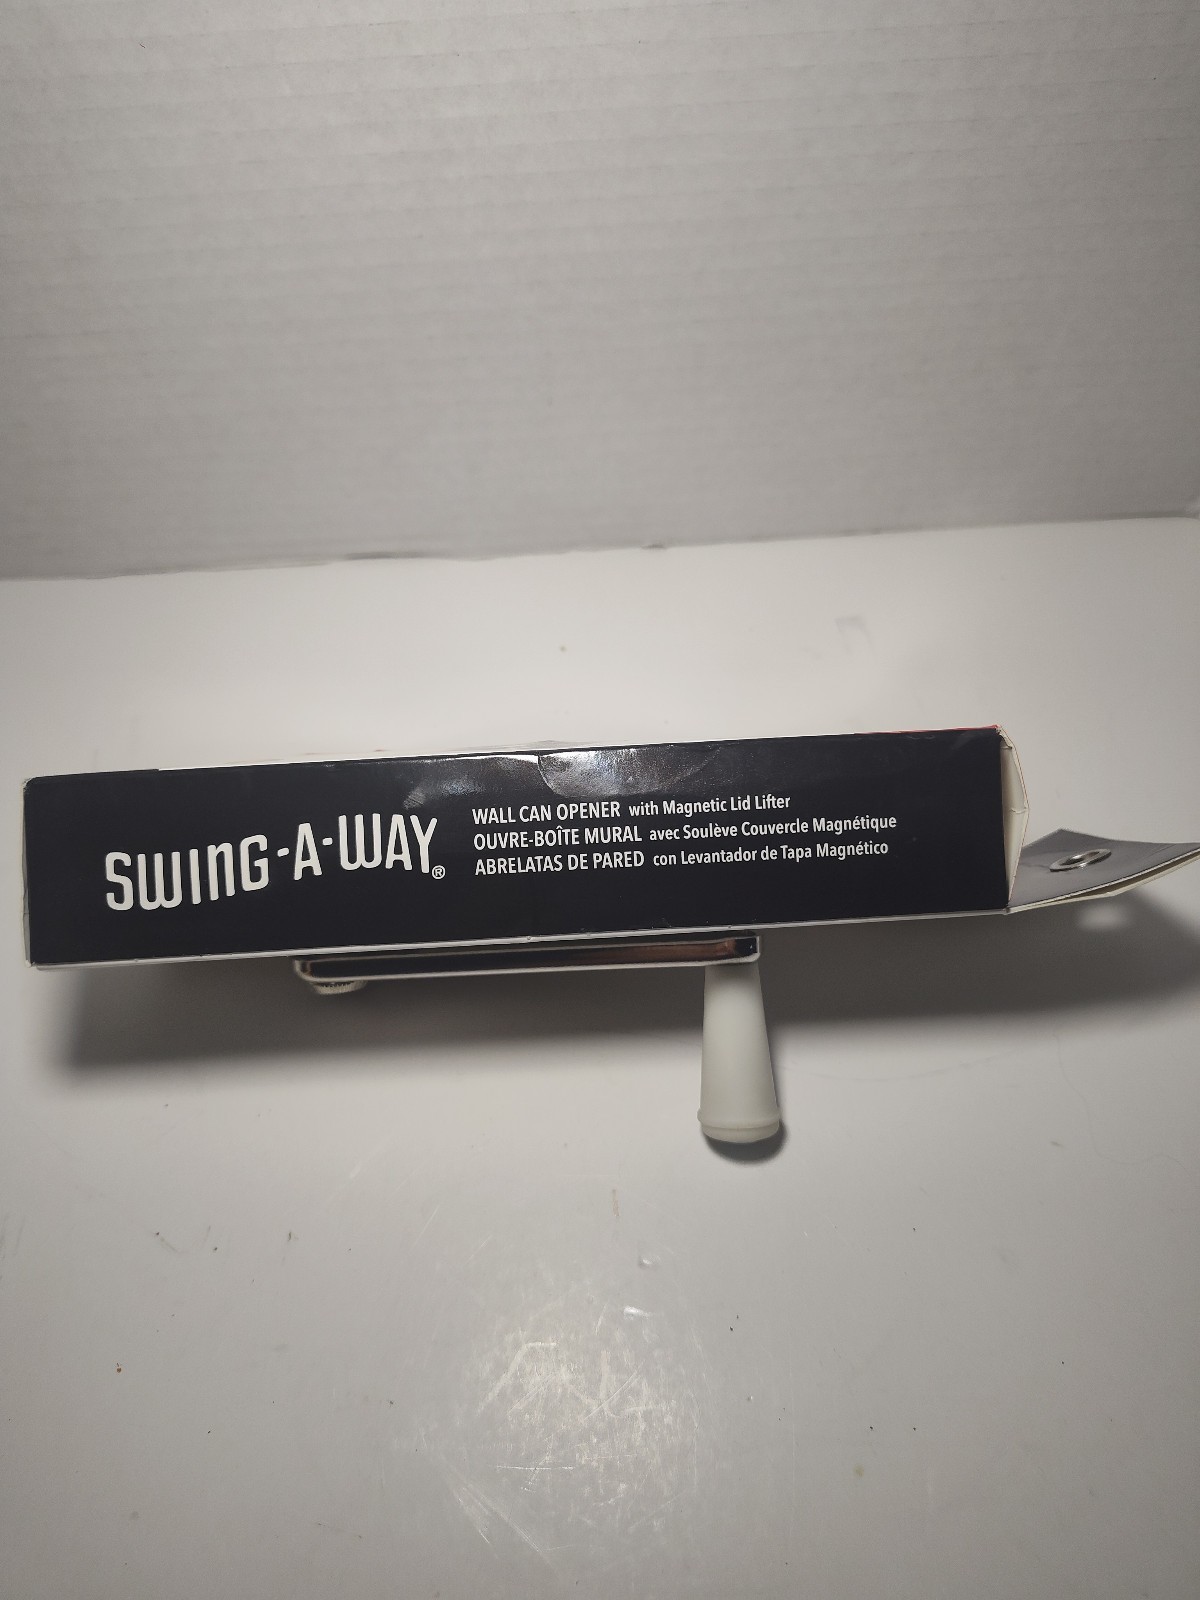 SWING-A-WAY®
WALL CAN OPENER with Magnetic Lid Lifter
OUVRE-BOÎTE MURAL avec Soulève Couvercle Magnétique
ABRELATAS DE PARED con Levantador de Tapa Magnético